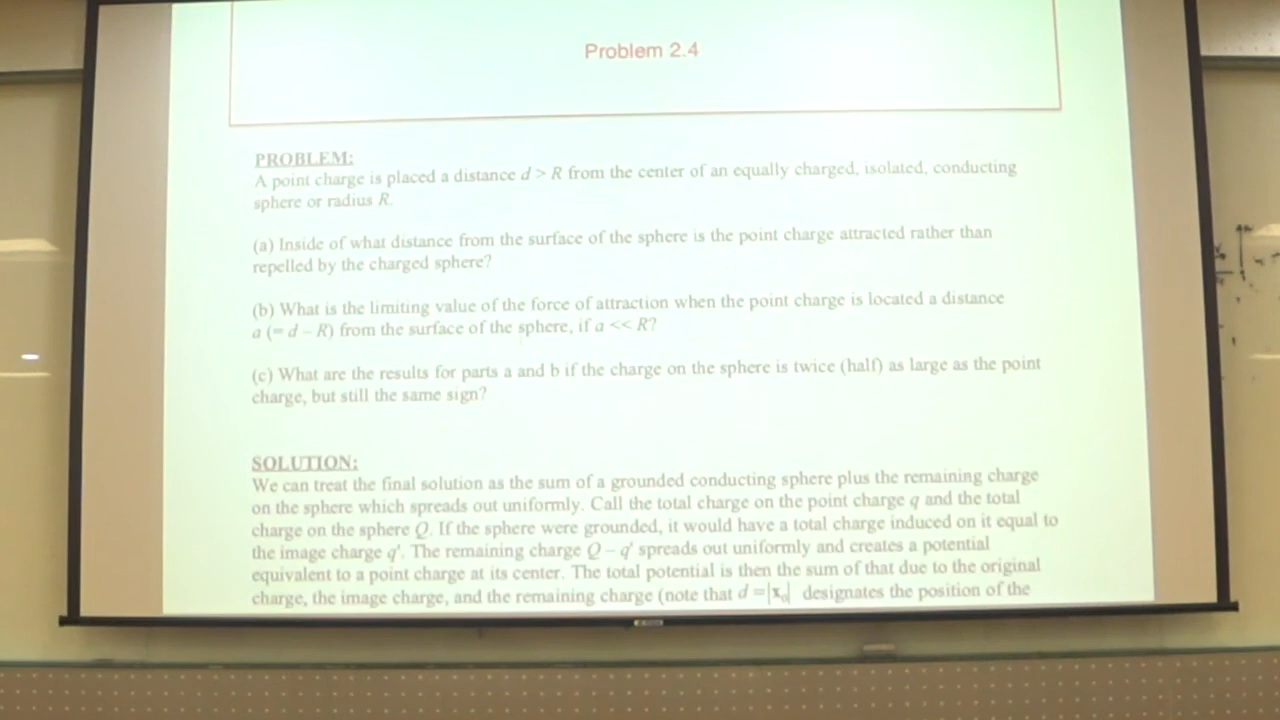 Problem 2.4
PROBLEM:
A point charge is placed a distance d > R from the center of an equally charged, isolated, conducting
sphere or radius R.
(a) Inside of what distance from the surface of the sphere is the point charge attracted rather than
repelled by the charged sphere?
(b) What is the limiting value of the force of attraction when the point charge is located a distance
a (= d – R) from the surface of the sphere, if a << R?
(c) What are the results for parts a and b if the charge on the sphere is twice (half) as large as the point
charge, but still the same sign?
SOLUTION:
We can treat the final solution as the sum of a grounded conducting sphere plus the remaining charge
on the sphere which spreads out uniformly. Call the total charge on the point charge q and the total
charge on the sphere Q. If the sphere were grounded, it would have a total charge induced on it equal to
the image charge q'. The remaining charge Q – q' spreads out uniformly and creates a potential
equivalent to a point charge at its center. The total potential is then the sum of that due to the original
charge, the image charge, and the remaining charge (note that d = |x₀| designates the position of the